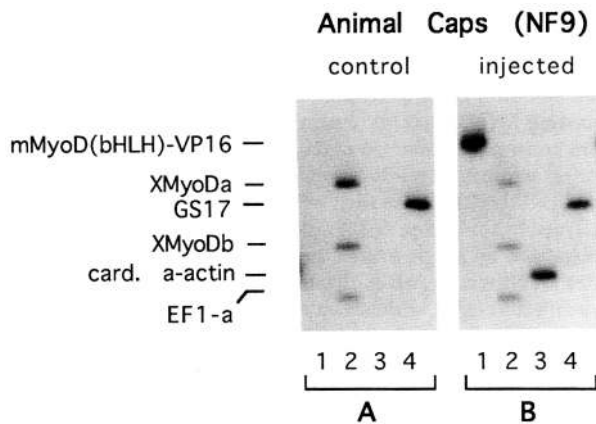 Animal Caps (NF9)
control injected
mMyoD(bHLH)-VP16
XMyoDa
GS17
XMyoDb
card. a-actin
EF1-a
1 2 3 4 1 2 3 4
A B